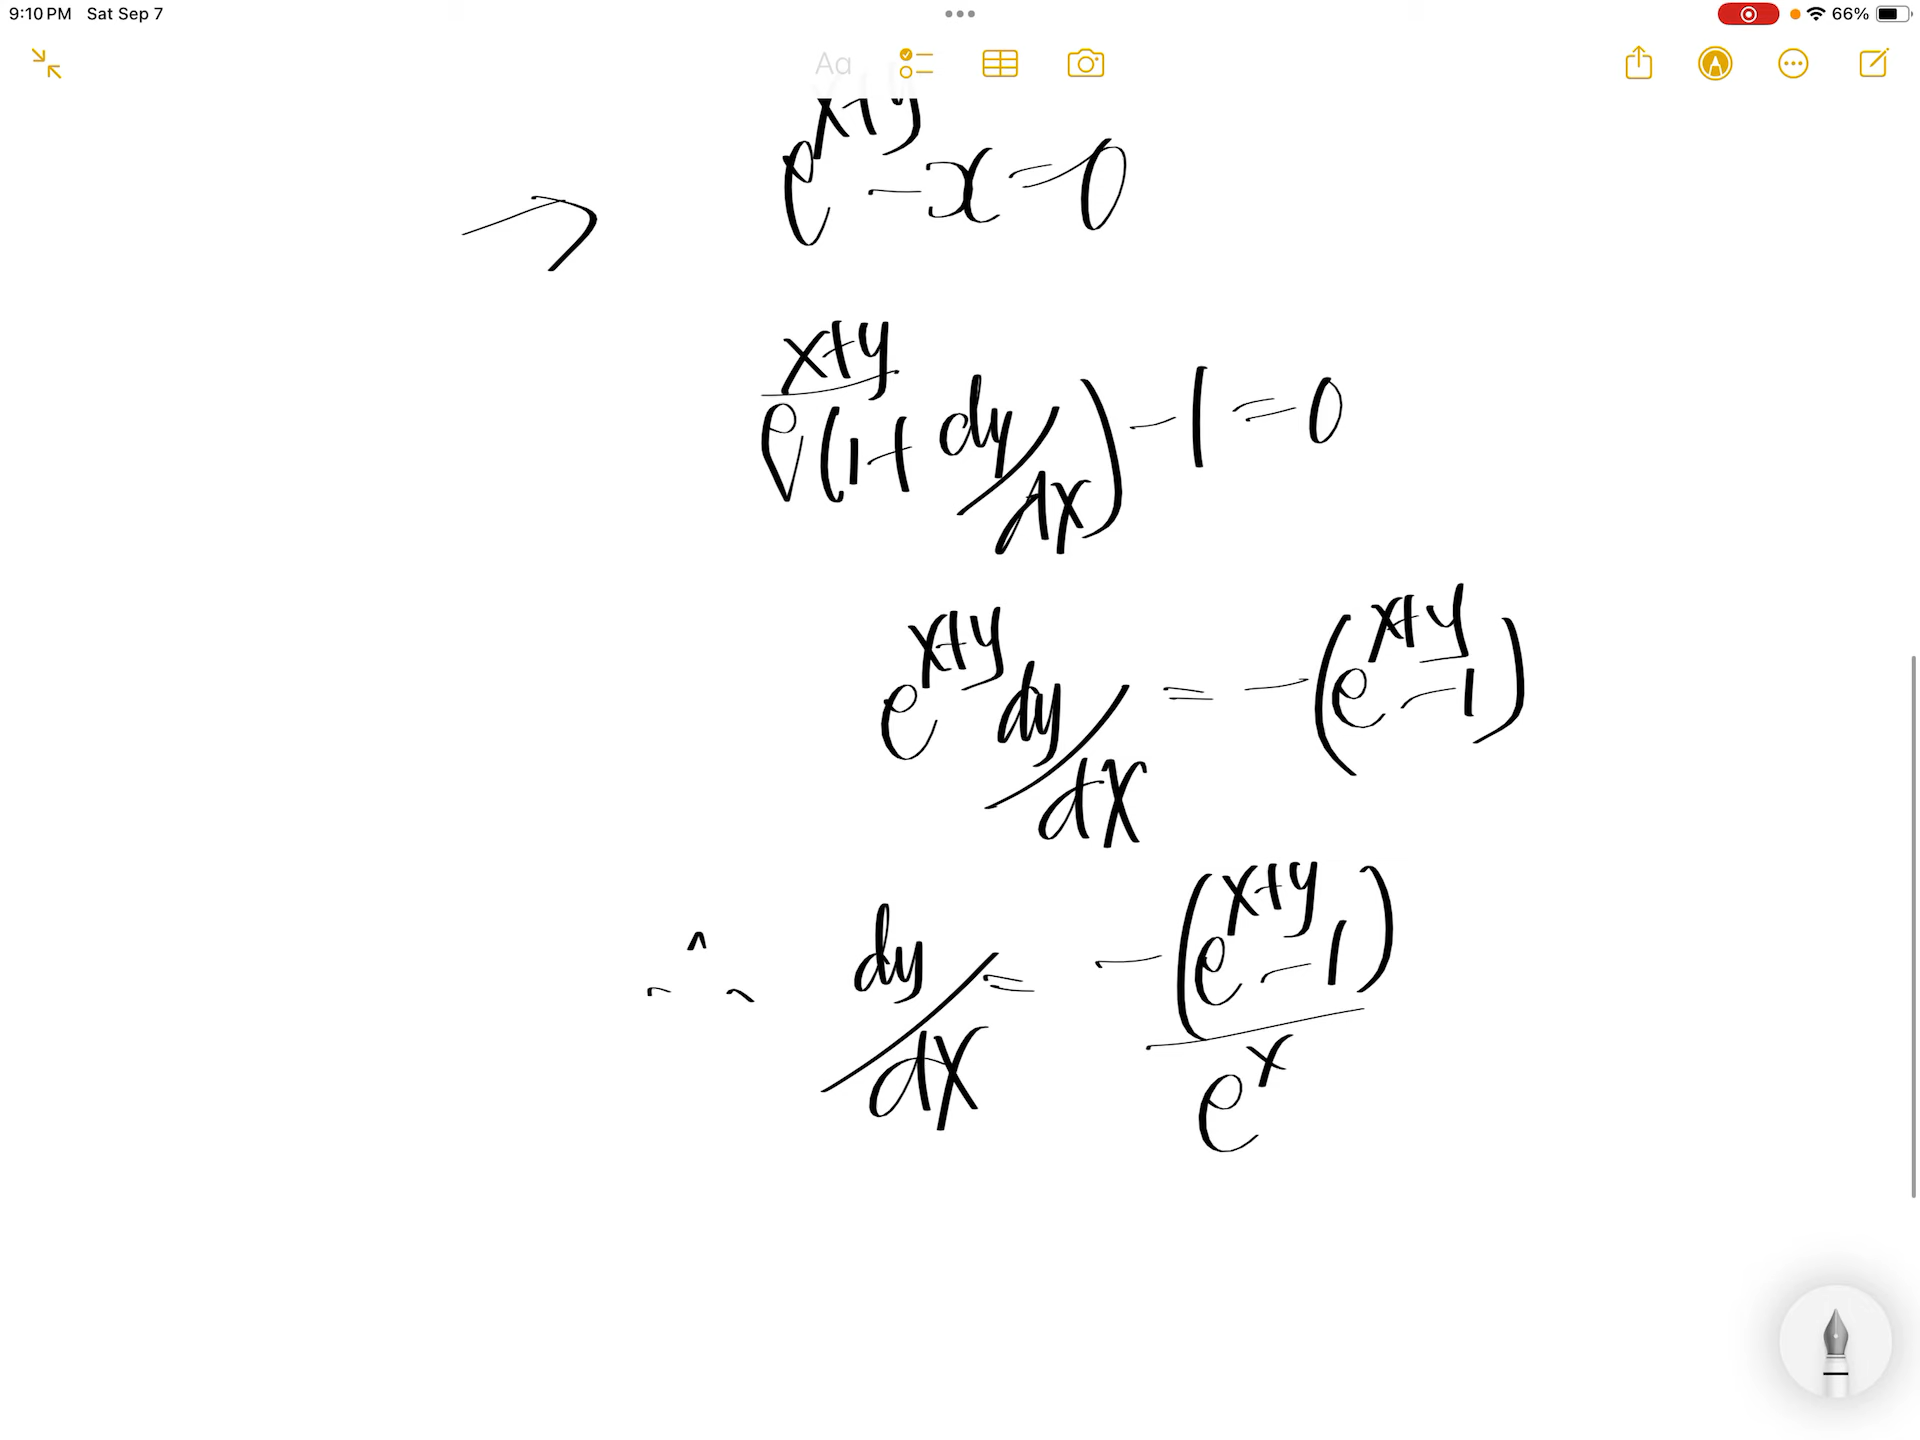 9:10 PM Sat Sep 7
66%
Aa
e^{x+y} - x = 0
e^{x+y}(1 + dy/dx) - 1 = 0
e^{x+y} dy/dx = -(e^{x+y} - 1)
∴ dy/dx = -(e^{x+y} - 1)/e^x